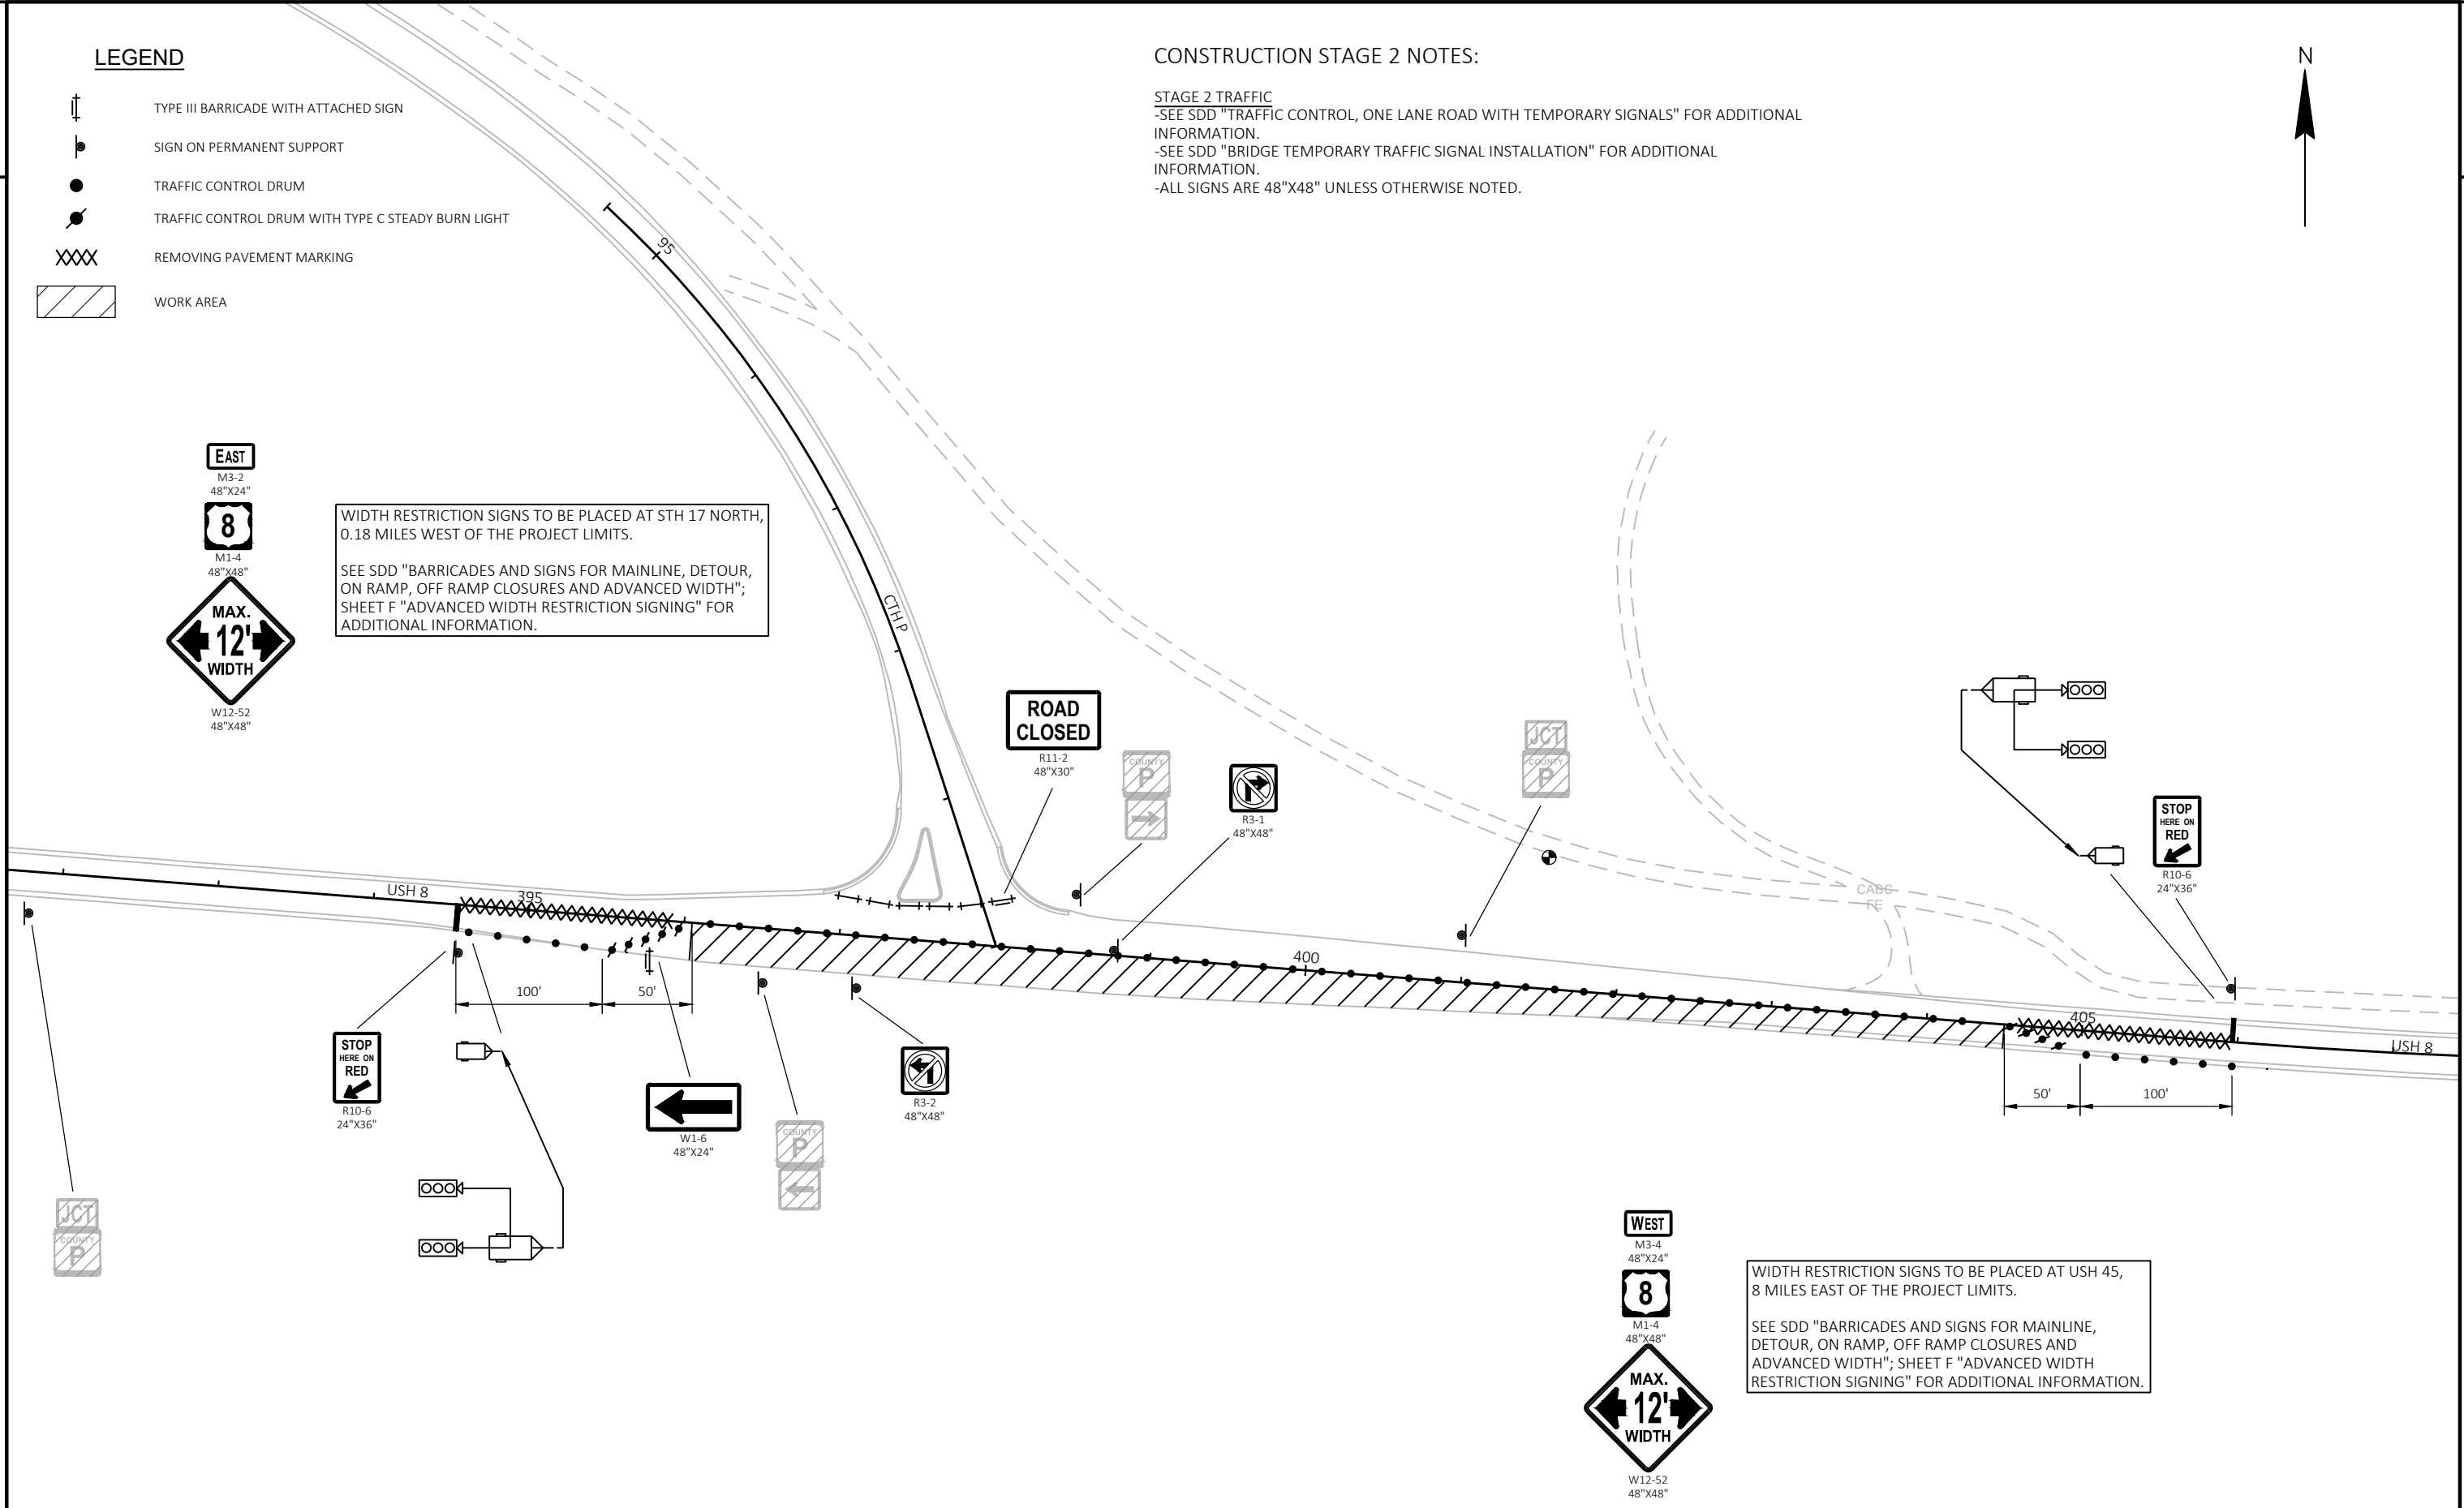 LEGEND
TYPE III BARRICADE WITH ATTACHED SIGN
SIGN ON PERMANENT SUPPORT
TRAFFIC CONTROL DRUM
TRAFFIC CONTROL DRUM WITH TYPE C STEADY BURN LIGHT
REMOVING PAVEMENT MARKING
WORK AREA
CONSTRUCTION STAGE 2 NOTES:
STAGE 2 TRAFFIC
-SEE SDD "TRAFFIC CONTROL, ONE LANE ROAD WITH TEMPORARY SIGNALS" FOR ADDITIONAL
INFORMATION.
-SEE SDD "BRIDGE TEMPORARY TRAFFIC SIGNAL INSTALLATION" FOR ADDITIONAL
INFORMATION.
-ALL SIGNS ARE 48"X48" UNLESS OTHERWISE NOTED.
N
95
EAST
M3-2
48"X24"
8
M1-4
48"X48"
MAX.
12'
WIDTH
W12-52
48"X48"
WIDTH RESTRICTION SIGNS TO BE PLACED AT STH 17 NORTH,
0.18 MILES WEST OF THE PROJECT LIMITS.
SEE SDD "BARRICADES AND SIGNS FOR MAINLINE, DETOUR,
ON RAMP, OFF RAMP CLOSURES AND ADVANCED WIDTH";
SHEET F "ADVANCED WIDTH RESTRICTION SIGNING" FOR
ADDITIONAL INFORMATION.
CTH P
ROAD
CLOSED
R11-2
48"X30"
COUNTY
P
R3-1
48"X48"
JCT
COUNTY
P
STOP
HERE ON
RED
R10-6
24"X36"
CABC
FE
USH 8
395
400
405
USH 8
100'
50'
50'
100'
STOP
HERE ON
RED
R10-6
24"X36"
W1-6
48"X24"
COUNTY
P
R3-2
48"X48"
JCT
COUNTY
P
WEST
M3-4
48"X24"
8
M1-4
48"X48"
MAX.
12'
WIDTH
W12-52
48"X48"
WIDTH RESTRICTION SIGNS TO BE PLACED AT USH 45,
8 MILES EAST OF THE PROJECT LIMITS.
SEE SDD "BARRICADES AND SIGNS FOR MAINLINE,
DETOUR, ON RAMP, OFF RAMP CLOSURES AND
ADVANCED WIDTH"; SHEET F "ADVANCED WIDTH
RESTRICTION SIGNING" FOR ADDITIONAL INFORMATION.